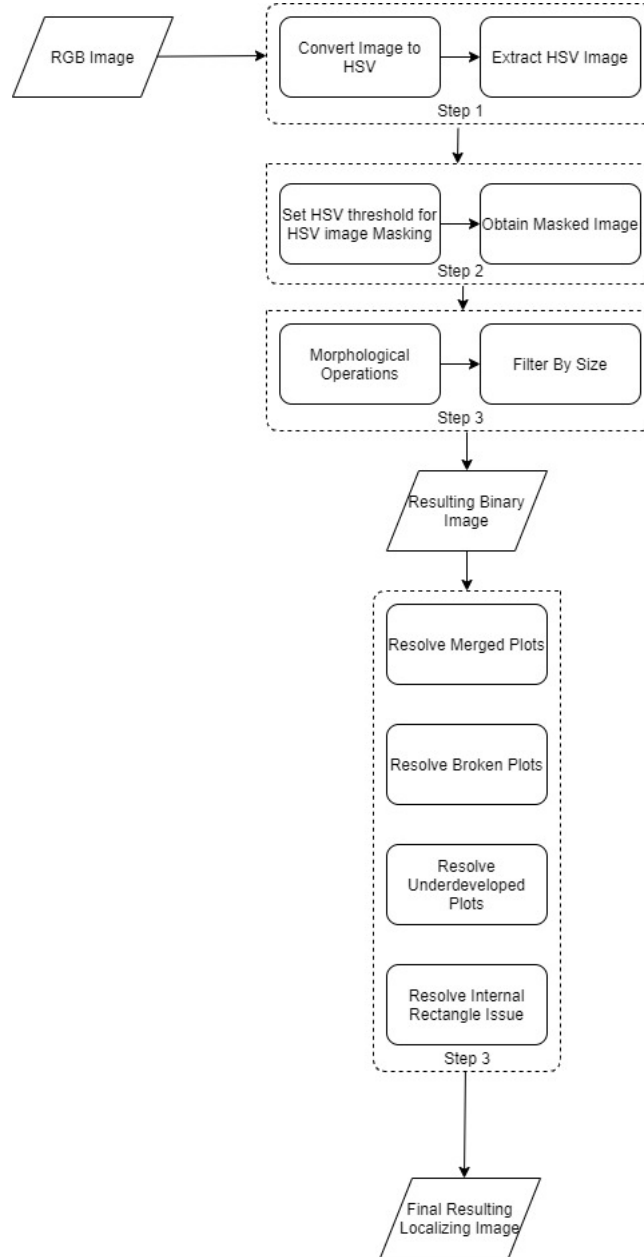 RGB Image
Convert Image to
HSV
Extract HSV Image
Step 1
Set HSV threshold for
HSV image Masking
Obtain Masked Image
Step 2
Morphological
Operations
Filter By Size
Step 3
Resulting Binary
Image
Resolve Merged Plots
Resolve Broken Plots
Resolve
Underdeveloped
Plots
Resolve Internal
Rectangle Issue
Step 3
Final Resulting
Localizing Image